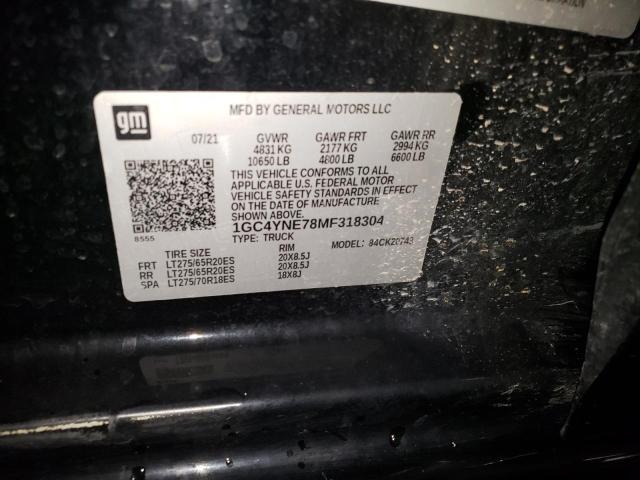 gm
MFD BY GENERAL MOTORS LLC
07/21 GVWR GAWR FRT GAWR RR
4831 KG 2177 KG 2994 KG
10650 LB 4800 LB 6600 LB
THIS VEHICLE CONFORMS TO ALL
APPLICABLE U.S. FEDERAL MOTOR
VEHICLE SAFETY STANDARDS IN EFFECT
ON THE DATE OF MANUFACTURE
SHOWN ABOVE.
1GC4YNE78MF318304
8555
TYPE: TRUCK MODEL: 84CK20743
TIRE SIZE RIM
FRT LT275/65R20ES 20X8.5J
RR LT275/65R20ES 20X8.5J
SPA LT275/70R18ES 18X8J